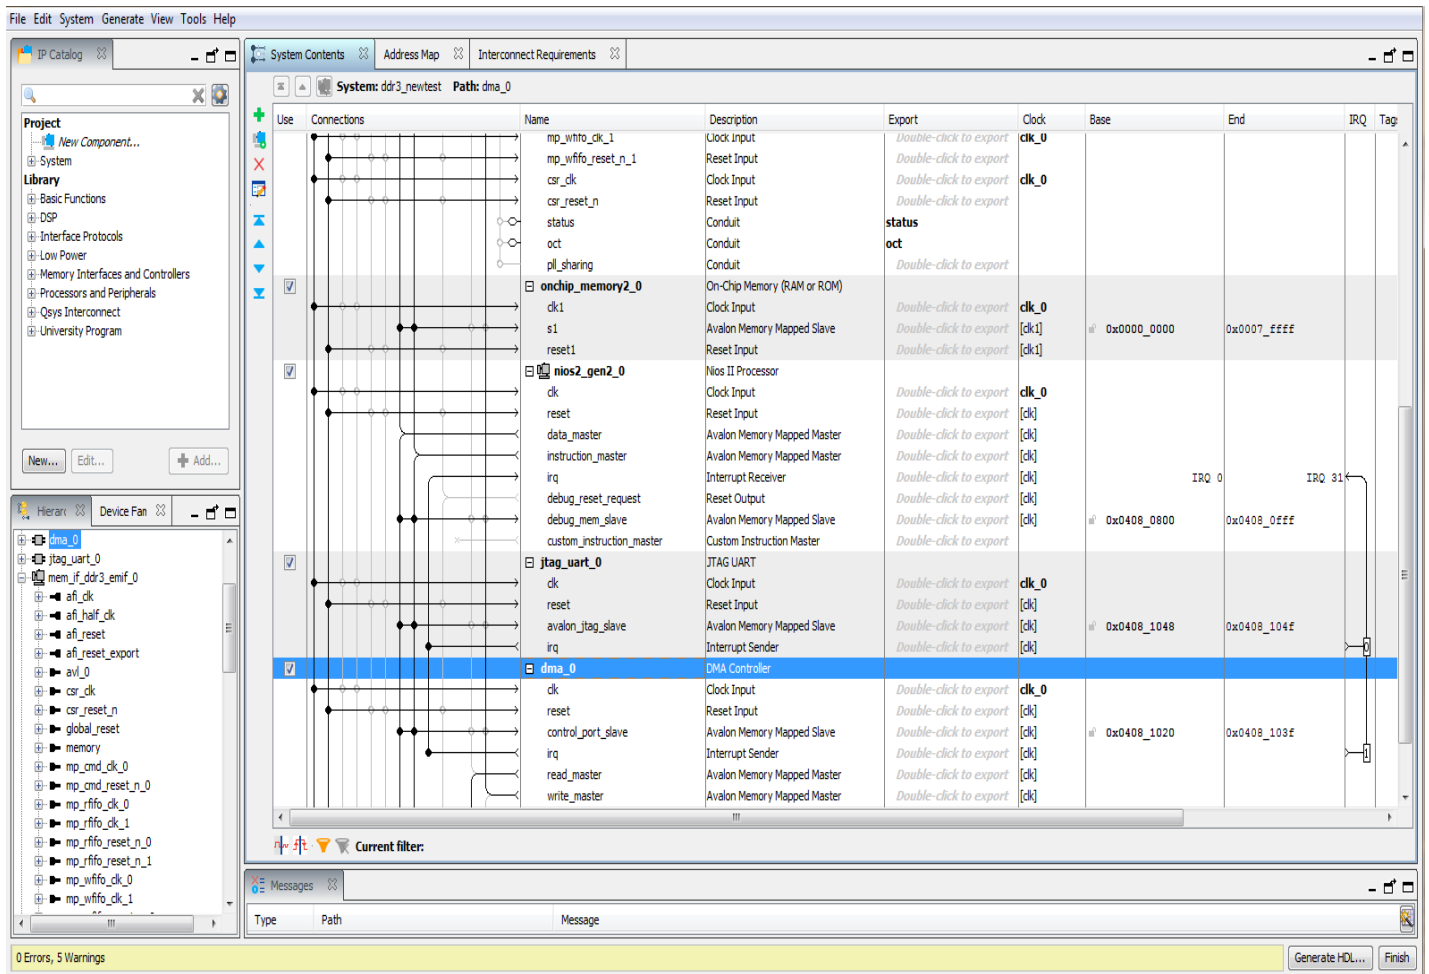 File Edit System Generate View Tools Help
IP Catalog
Project
New Component...
System
Library
Basic Functions
DSP
Interface Protocols
Low Power
Memory Interfaces and Controllers
Processors and Peripherals
Qsys Interconnect
University Program
New... Edit... Add...
Hierarc Device Fan
dma_0
jtag_uart_0
mem_if_ddr3_emif_0
afi_clk
afi_half_clk
afi_reset
afi_reset_export
avl_0
csr_clk
csr_reset_n
global_reset
memory
mp_cmd_clk_0
mp_cmd_reset_n_0
mp_rfifo_clk_0
mp_rfifo_clk_1
mp_rfifo_reset_n_0
mp_rfifo_reset_n_1
mp_wfifo_clk_0
mp_wfifo_clk_1
System Contents Address Map Interconnect Requirements
System: ddr3_newtest Path: dma_0
Use Connections Name Description Export Clock Base End IRQ Tags
mp_wfifo_clk_1 Clock Input Double-click to export clk_0
mp_wfifo_reset_n_1 Reset Input Double-click to export
csr_clk Clock Input Double-click to export clk_0
csr_reset_n Reset Input Double-click to export
status Conduit status
oct Conduit oct
pll_sharing Conduit Double-click to export
onchip_memory2_0 On-Chip Memory (RAM or ROM)
clk1 Clock Input Double-click to export clk_0
s1 Avalon Memory Mapped Slave Double-click to export [clk1] 0x0000_0000 0x0007_ffff
reset1 Reset Input Double-click to export [clk1]
nios2_gen2_0 Nios II Processor
clk Clock Input Double-click to export clk_0
reset Reset Input Double-click to export [clk]
data_master Avalon Memory Mapped Master Double-click to export [clk]
instruction_master Avalon Memory Mapped Master Double-click to export [clk]
irq Interrupt Receiver Double-click to export [clk] IRQ 0 IRQ 31
debug_reset_request Reset Output Double-click to export [clk]
debug_mem_slave Avalon Memory Mapped Slave Double-click to export [clk] 0x0408_0800 0x0408_0fff
custom_instruction_master Custom Instruction Master Double-click to export
jtag_uart_0 JTAG UART
clk Clock Input Double-click to export clk_0
reset Reset Input Double-click to export [clk]
avalon_jtag_slave Avalon Memory Mapped Slave Double-click to export [clk] 0x0408_1048 0x0408_104f
irq Interrupt Sender Double-click to export [clk] 0
dma_0 DMA Controller
clk Clock Input Double-click to export clk_0
reset Reset Input Double-click to export [clk]
control_port_slave Avalon Memory Mapped Slave Double-click to export [clk] 0x0408_1020 0x0408_103f
irq Interrupt Sender Double-click to export [clk] 1
read_master Avalon Memory Mapped Master Double-click to export [clk]
write_master Avalon Memory Mapped Master Double-click to export [clk]
Current filter:
Messages
Type Path Message
0 Errors, 5 Warnings
Generate HDL... Finish